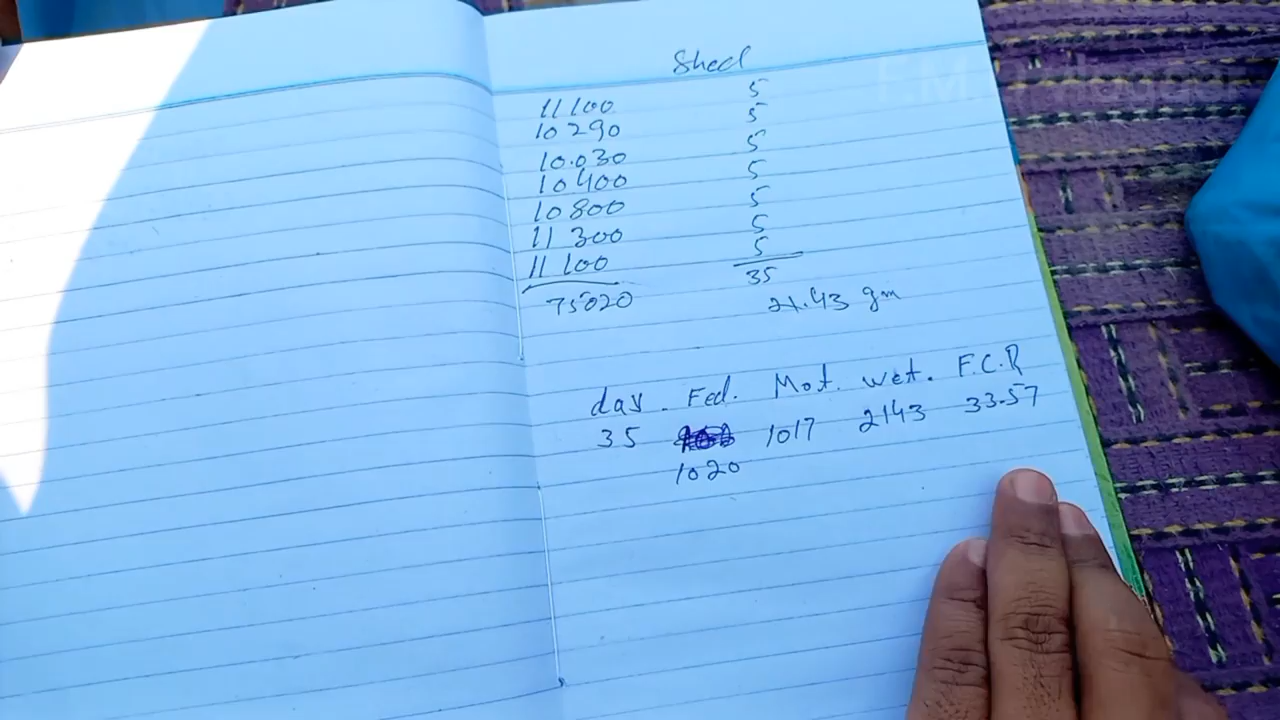 Shed
11100 5
10290 5
10.030 5
10400 5
10800 5
11300 5
11100 5
75020 35
21.43 gm
day. Fed. Mot. wet. F.C.R
35 1017 2143 33.57
1020